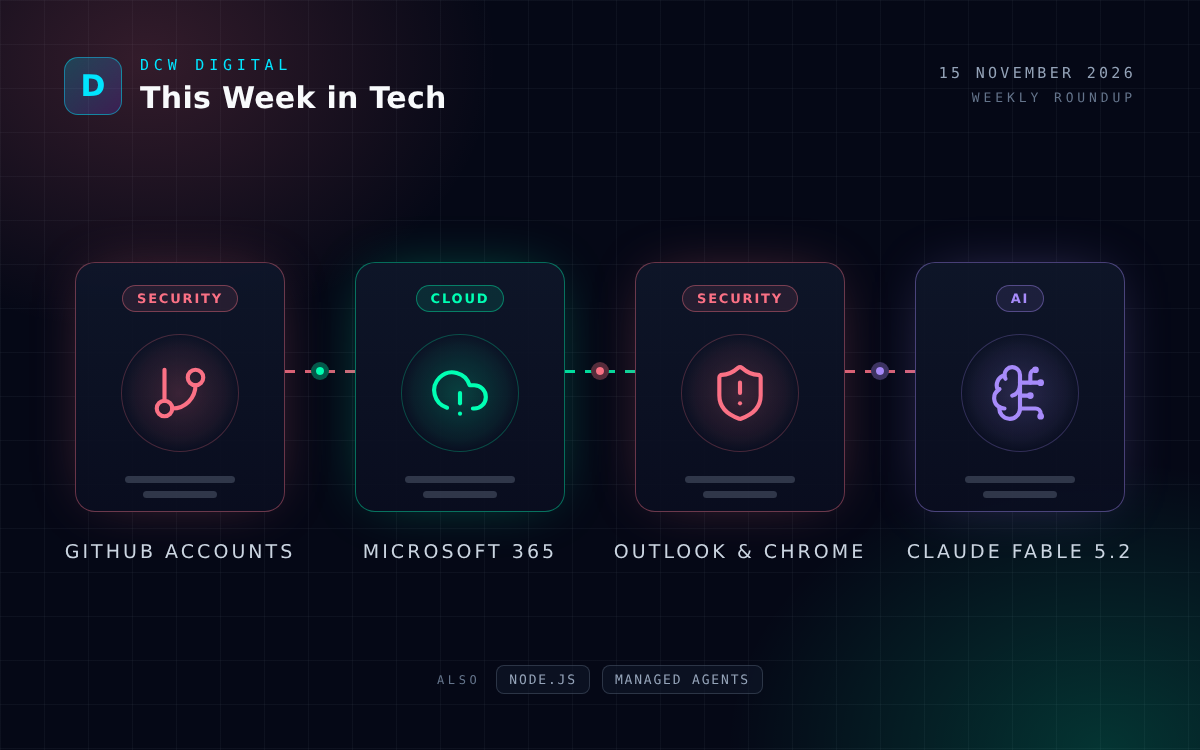 D
DCW DIGITAL
This Week in Tech
15 NOVEMBER 2026
WEEKLY ROUNDUP
SECURITY
CLOUD
SECURITY
AI
GITHUB ACCOUNTS
MICROSOFT 365
OUTLOOK & CHROME
CLAUDE FABLE 5.2
ALSO
NODE.JS
MANAGED AGENTS